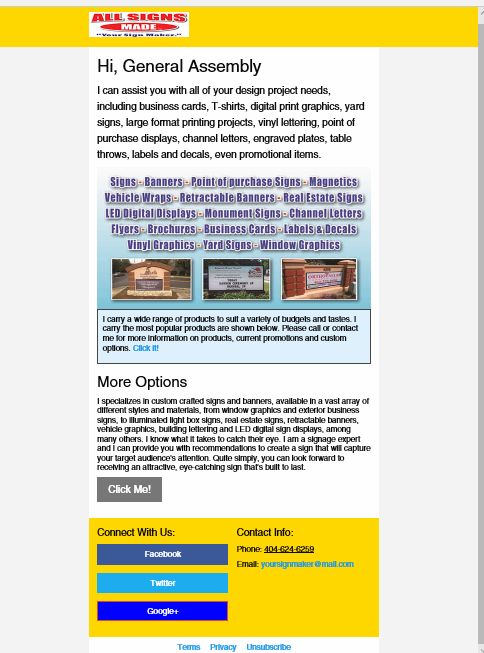 ALL SIGNS
MADE
"Your Sign Maker."
Hi, General Assembly
I can assist you with all of your design project needs,
including business cards, T-shirts, digital print graphics, yard
signs, large format printing projects, vinyl lettering, point of
purchase displays, channel letters, engraved plates, table
throws, labels and decals, even promotional items.
Signs - Banners - Point of purchase Signs - Magnetics
Vehicle Wraps - Retractable Banners - Real Estate Signs
LED Digital Displays - Monument Signs - Channel Letters
Flyers - Brochures - Business Cards - Labels & Decals
Vinyl Graphics - Yard Signs - Window Graphics
I carry a wide range of products to suit a variety of budgets and tastes. I
carry the most popular products are shown below. Please call or contact
me for more information on products, current promotions and custom
options. Click it!
More Options
I specializes in custom crafted signs and banners, available in a vast array of
different styles and materials, from window graphics and exterior business
signs, to illuminated light box signs, real estate signs, retractable banners,
vehicle graphics, building lettering and LED digital sign displays, among
many others. I know what it takes to catch their eye. I am a signage expert
and I can provide you with recommendations to create a sign that will capture
your target audience's attention. Quite simply, you can look forward to
receiving an attractive, eye-catching sign that's built to last.
Click Me!
Connect With Us:
Facebook
Twitter
Google+
Contact Info:
Phone: 404-624-6259
Email: yoursignmaker@mail.com
Terms Privacy Unsubscribe